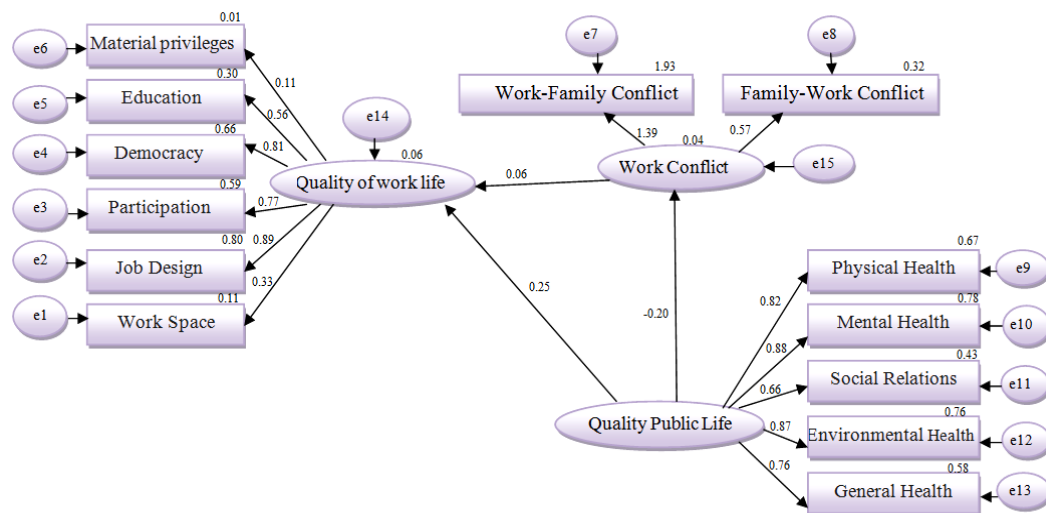 0.01
e6
Material privileges
0.11
0.30
e5
Education
0.56
0.66
e4
Democracy
0.81
0.59
e3
Participation
0.77
0.80
0.89
e2
Job Design
0.33
0.11
e1
Work Space
e14
0.06
Quality of work life
0.06
e7
1.93
Work-Family Conflict
e8
0.32
Family-Work Conflict
1.39
0.57
0.04
Work Conflict
e15
0.25
-0.20
Quality Public Life
0.67
Physical Health
e9
0.82
0.78
Mental Health
e10
0.88
0.43
Social Relations
e11
0.66
0.76
Environmental Health
e12
0.87
0.58
General Health
e13
0.76